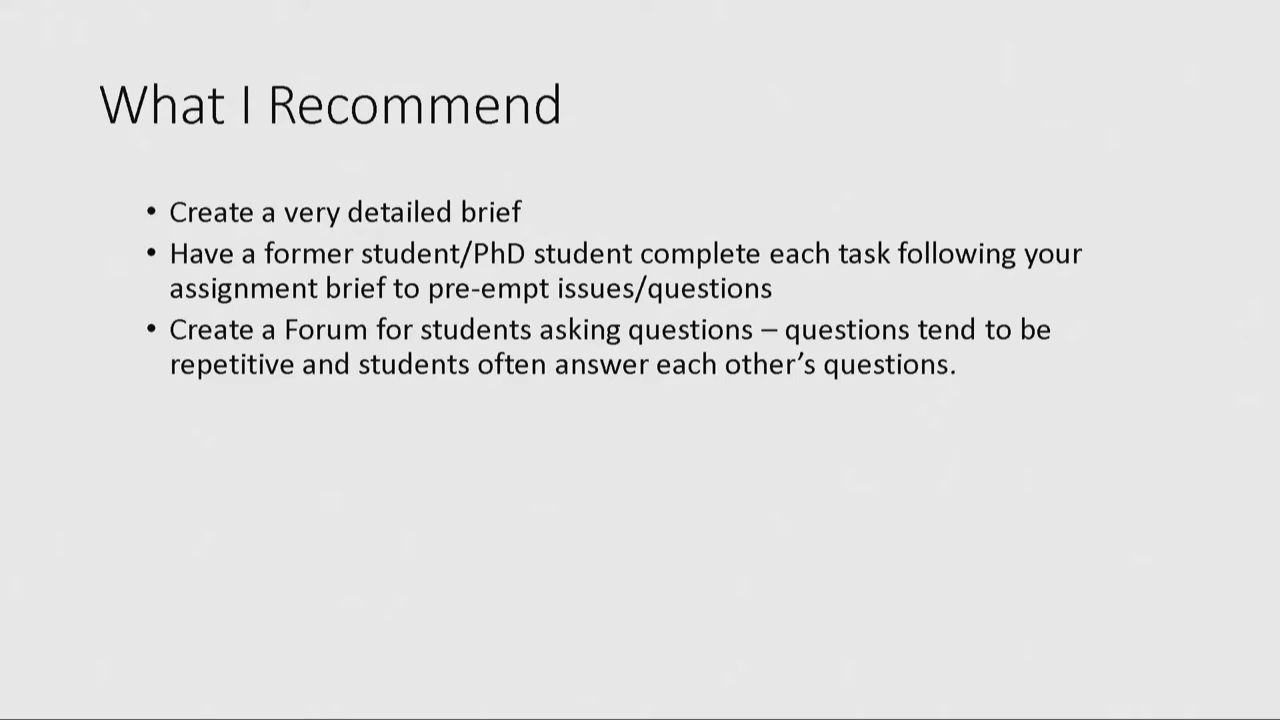 What I Recommend
• Create a very detailed brief
• Have a former student/PhD student complete each task following your
assignment brief to pre-empt issues/questions
• Create a Forum for students asking questions – questions tend to be
repetitive and students often answer each other’s questions.